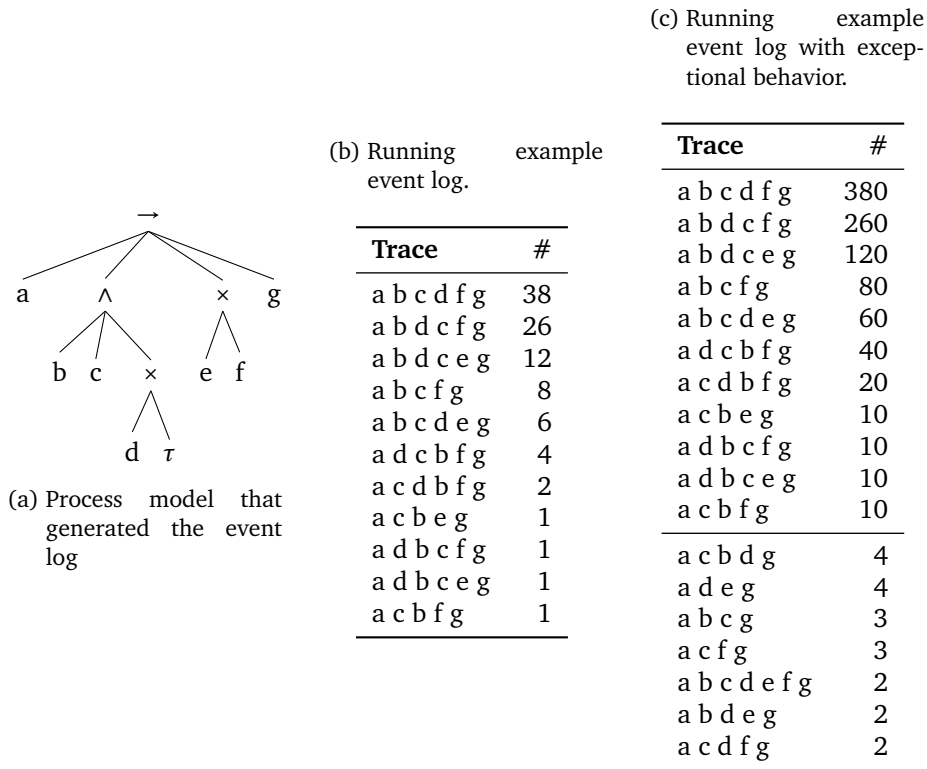 →
a ∧ × g
b c × e f
d τ
(a) Process model that
generated the event
log
(b) Running example
event log.
Trace #
a b c d f g 38
a b d c f g 26
a b d c e g 12
a b c f g 8
a b c d e g 6
a d c b f g 4
a c d b f g 2
a c b e g 1
a d b c f g 1
a d b c e g 1
a c b f g 1
(c) Running example
event log with excep-
tional behavior.
Trace #
a b c d f g 380
a b d c f g 260
a b d c e g 120
a b c f g 80
a b c d e g 60
a d c b f g 40
a c d b f g 20
a c b e g 10
a d b c f g 10
a d b c e g 10
a c b f g 10
a c b d g 4
a d e g 4
a b c g 3
a c f g 3
a b c d e f g 2
a b d e g 2
a c d f g 2